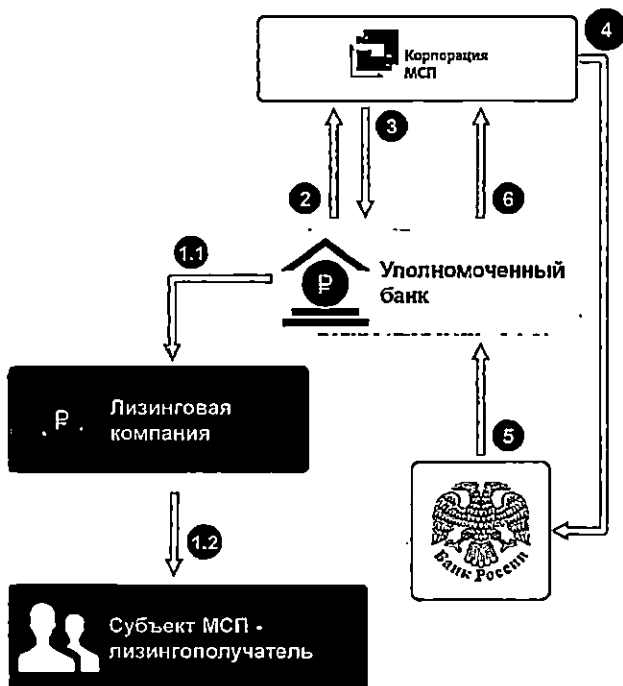 4
Корпорация
МСП
3
2
6
1.1
₽
Уполномоченный
банк
₽
Лизинговая
компания
5
1.2
Банк России
Субъект МСП -
лизингополучатель